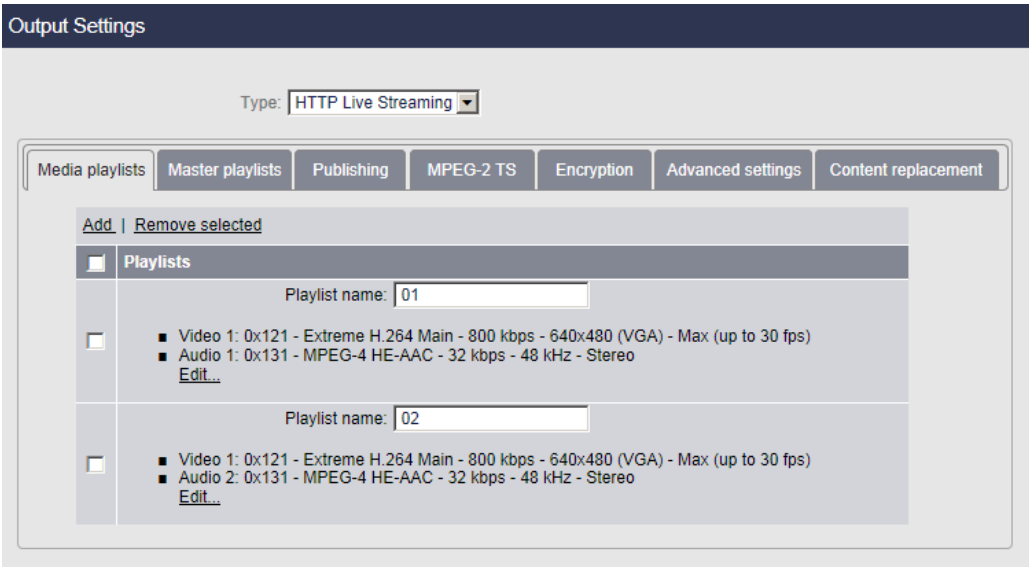 Output Settings
Type: HTTP Live Streaming
Media playlists Master playlists Publishing MPEG-2 TS Encryption Advanced settings Content replacement
Add | Remove selected
Playlists
Playlist name: 01
Video 1: 0x121 - Extreme H.264 Main - 800 kbps - 640x480 (VGA) - Max (up to 30 fps)
Audio 1: 0x131 - MPEG-4 HE-AAC - 32 kbps - 48 kHz - Stereo
Edit...
Playlist name: 02
Video 1: 0x121 - Extreme H.264 Main - 800 kbps - 640x480 (VGA) - Max (up to 30 fps)
Audio 2: 0x131 - MPEG-4 HE-AAC - 32 kbps - 48 kHz - Stereo
Edit...